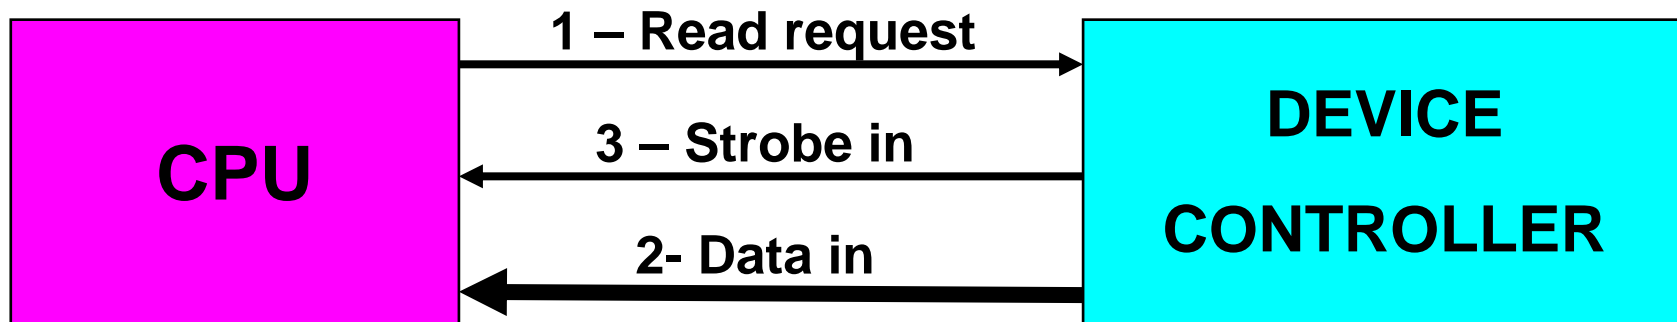 CPU
1 – Read request
3 – Strobe in
2- Data in
DEVICE
CONTROLLER